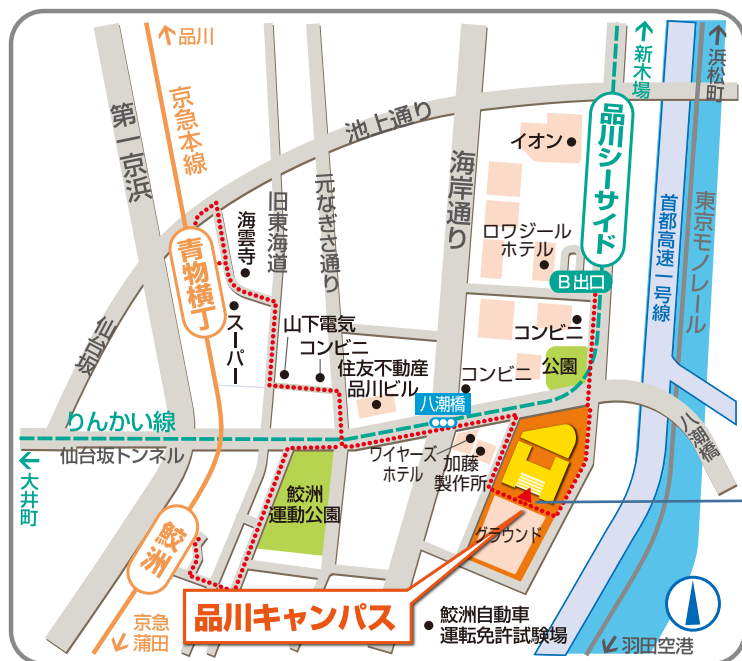 ↑品川
京急本線
第一京浜
池上通り
海岸通り
↑新木場
↑浜松町
品川シーサイド
イオン
ロワジール
ホテル
B出口
首都高速一号線
東京モノレール
旧東海道
元なぎさ通り
海雲寺
青物横丁
スーパー
仙台坂
山下電気
コンビニ
住友不動産
品川ビル
コンビニ
公園
コンビニ
八潮橋
りんかい線
仙台坂トンネル
←大井町
ワイヤーズ
ホテル
加藤
製作所
八潮橋
鮫洲
運動公園
グラウンド
鮫洲
品川キャンパス
京急
蒲田
鮫洲自動車
運転免許試験場
羽田空港